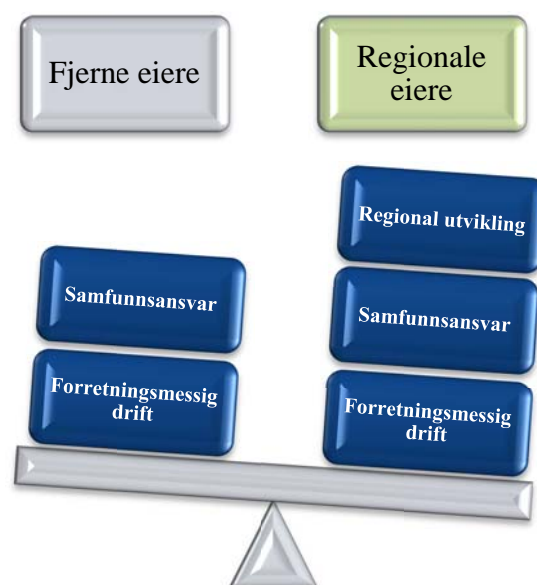 Fjerne eiere
Regionale
eiere
Regional utvikling
Samfunnsansvar
Samfunnsansvar
Forretningsmessig
drift
Forretningsmessig
drift